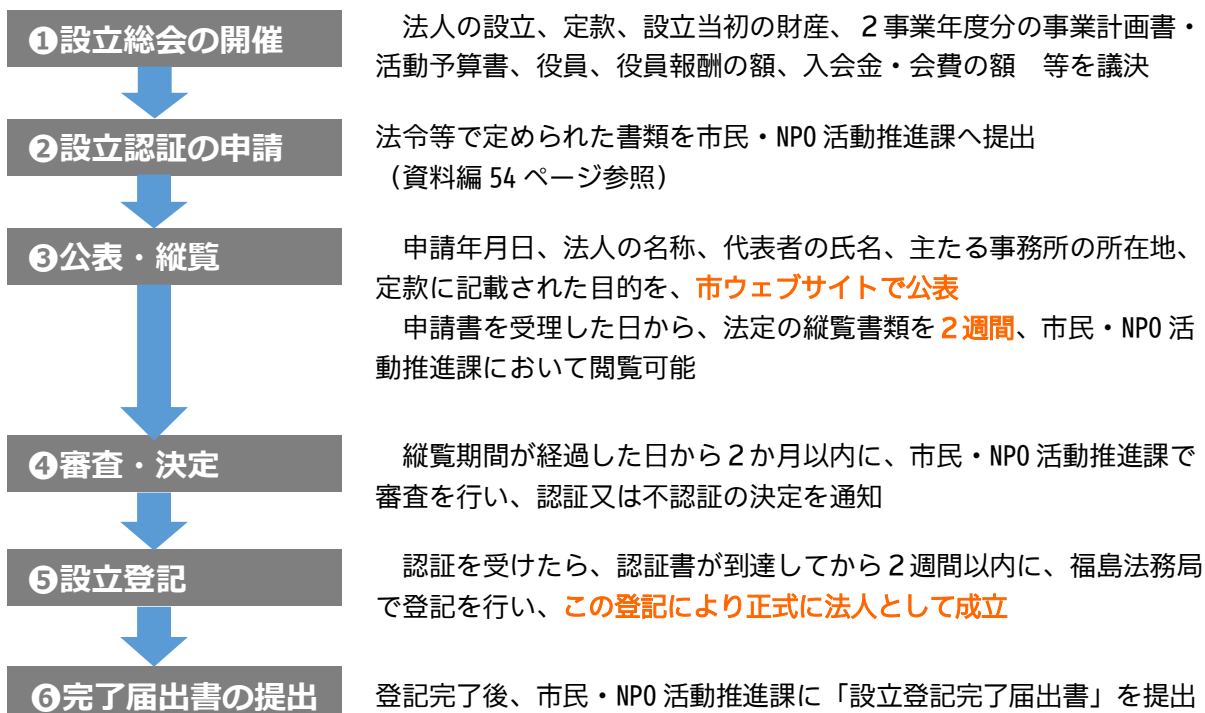 ❶設立総会の開催
法人の設立、定款、設立当初の財産、２事業年度分の事業計画書・
活動予算書、役員、役員報酬の額、入会金・会費の額　等を議決
❷設立認証の申請
法令等で定められた書類を市民・NPO 活動推進課へ提出
（資料編 54 ページ参照）
❸公表・縦覧
申請年月日、法人の名称、代表者の氏名、主たる事務所の所在地、
定款に記載された目的を、市ウェブサイトで公表
申請書を受理した日から、法定の縦覧書類を２週間、市民・NPO 活
動推進課において閲覧可能
❹審査・決定
縦覧期間が経過した日から２か月以内に、市民・NPO 活動推進課で
審査を行い、認証又は不認証の決定を通知
❺設立登記
認証を受けたら、認証書が到達してから２週間以内に、福島法務局
で登記を行い、この登記により正式に法人として成立
❻完了届出書の提出
登記完了後、市民・NPO 活動推進課に「設立登記完了届出書」を提出